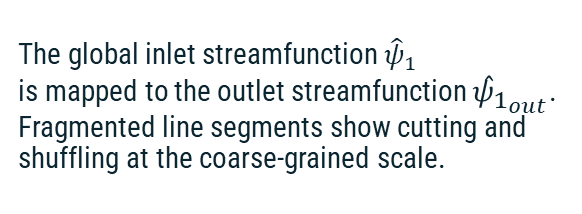 The global inlet streamfunction ψ̂₁
is mapped to the outlet streamfunction ψ̂₁ₒᵤₜ.
Fragmented line segments show cutting and
shuffling at the coarse-grained scale.